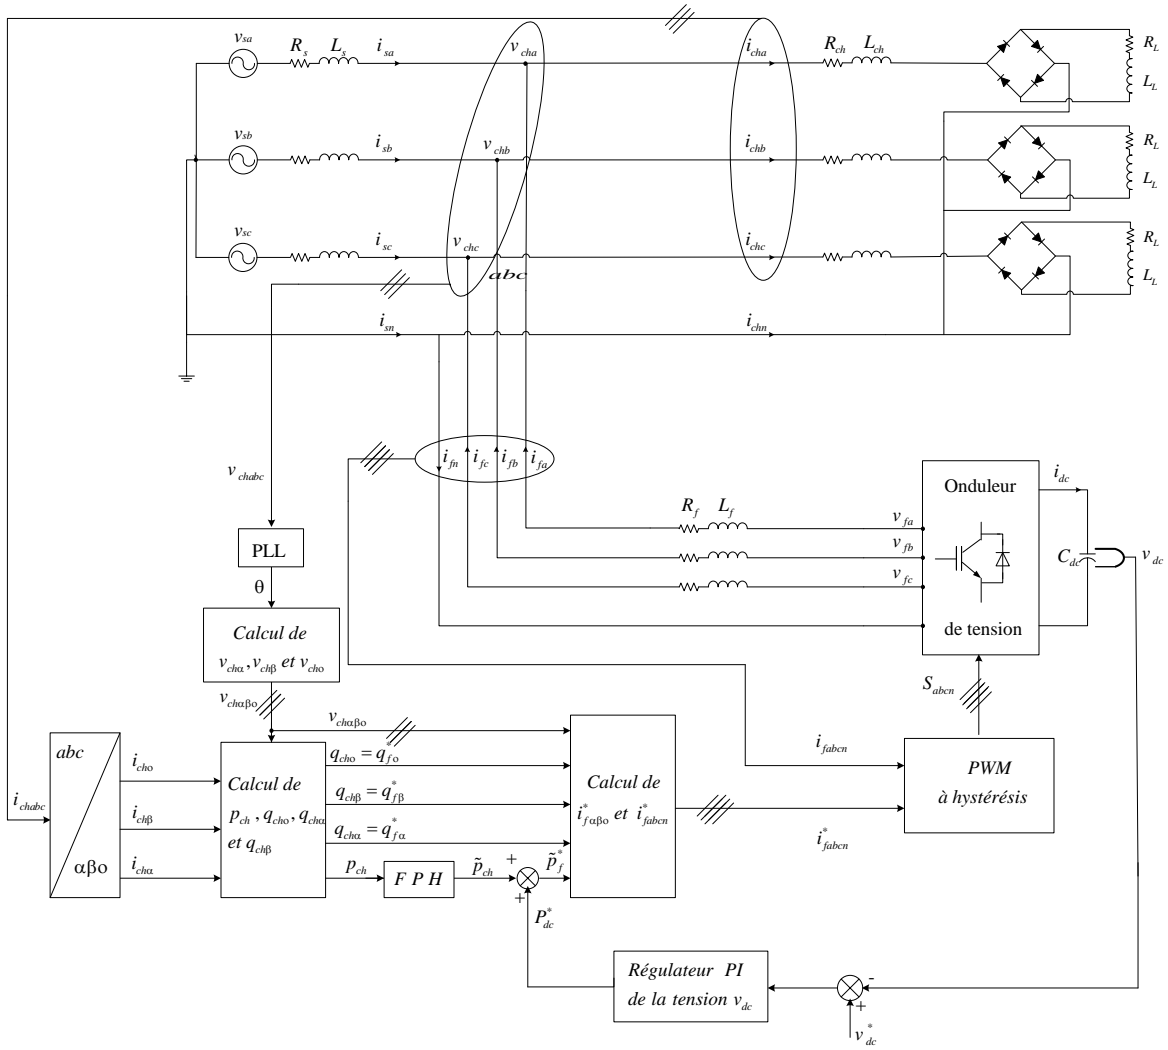 v_sa R_s L_s i_sa v_cha i_cha R_ch L_ch R_L
L_L
v_sb i_sb v_chb i_chb R_L
L_L
v_sc i_sc v_chc i_chc R_L
abc L_L
i_sn i_chn
i_fn i_fc i_fb i_fa
v_chabc
R_f L_f v_fa
v_fb
v_fc
Onduleur
de tension
i_dc
C_dc v_dc
PLL
θ
Calcul de
v_chα , v_chβ et v_cho
v_chαβo
S_abcn
v_chαβo
q_cho = q*_fo
q_chβ = q*_fβ
q_chα = q*_fα
p_ch
i_chabc
abc
αβo
i_cho
i_chβ
i_chα
Calcul de
p_ch , q_cho , q_chα
et q_chβ
F P H
p̃_ch + p̃*_f
+
P*_dc
Calcul de
i*_fαβo et i*_fabcn
i_fabcn
i*_fabcn
PWM
à hystérésis
Régulateur PI
de la tension v_dc
-
+
v*_dc